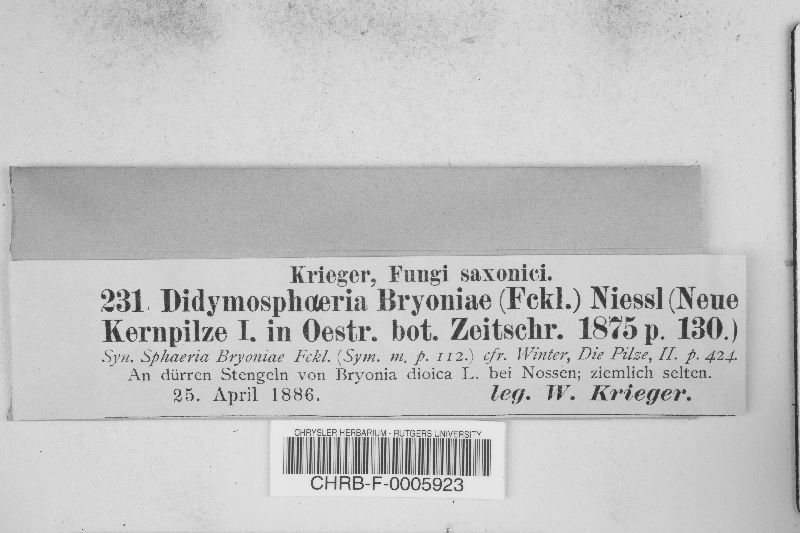 Krieger, Fungi saxonici.
231. Didymosphæria Bryoniae (Fckl.) Niessl (Neue
Kernpilze I. in Oestr. bot. Zeitschr. 1875 p. 130.)
Syn. Sphaeria Bryoniae Fckl. (Sym. m. p. 112.) cfr. Winter, Die Pilze, II. p. 424.
An dürren Stengeln von Bryonia dioica L. bei Nossen; ziemlich selten.
25. April 1886. leg. W. Krieger.
CHRYSLER HERBARIUM - RUTGERS UNIVERSITY
CHRB-F-0005923